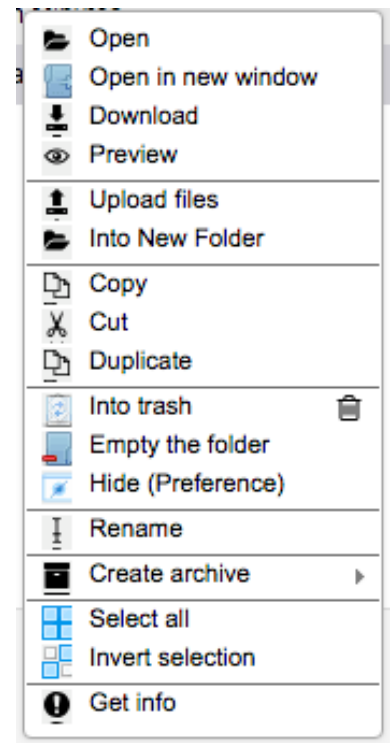 Open
Open in new window
Download
Preview
Upload files
Into New Folder
Copy
Cut
Duplicate
Into trash
Empty the folder
Hide (Preference)
Rename
Create archive
Select all
Invert selection
Get info